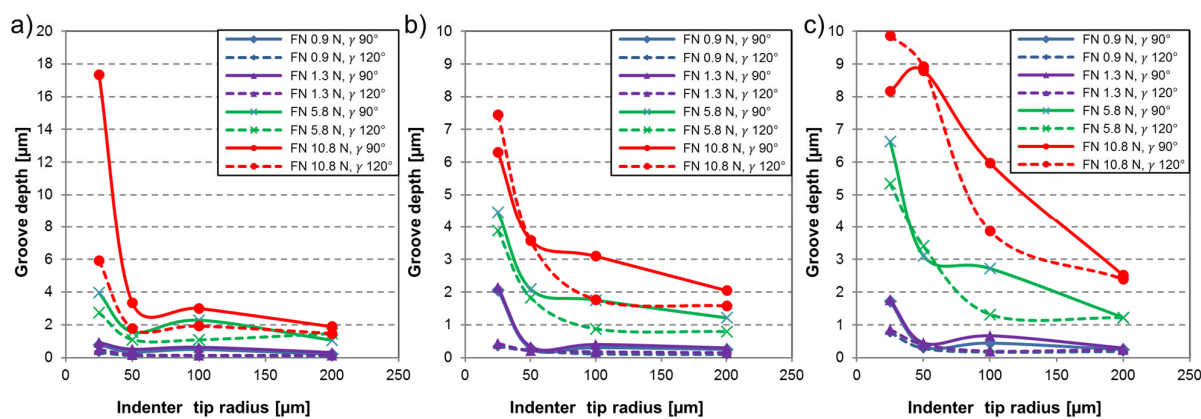 a)
Groove depth [µm]
20
18
16
14
12
10
8
6
4
2
0
0 50 100 150 200 250
Indenter tip radius [µm]
FN 0.9 N, γ 90°
FN 0.9 N, γ 120°
FN 1.3 N, γ 90°
FN 1.3 N, γ 120°
FN 5.8 N, γ 90°
FN 5.8 N, γ 120°
FN 10.8 N, γ 90°
FN 10.8 N, γ 120°
b)
Groove depth [µm]
10
9
8
7
6
5
4
3
2
1
0
0 50 100 150 200 250
Indenter tip radius [µm]
FN 0.9 N, γ 90°
FN 0.9 N, γ 120°
FN 1.3 N, γ 90°
FN 1.3 N, γ 120°
FN 5.8 N, γ 90°
FN 5.8 N, γ 120°
FN 10.8 N, γ 90°
FN 10.8 N, γ 120°
c)
Groove depth [µm]
10
9
8
7
6
5
4
3
2
1
0
0 50 100 150 200 250
Indenter tip radius [µm]
FN 0.9 N, γ 90°
FN 0.9 N, γ 120°
FN 1.3 N, γ 90°
FN 1.3 N, γ 120°
FN 5.8 N, γ 90°
FN 5.8 N, γ 120°
FN 10.8 N, γ 90°
FN 10.8 N, γ 120°